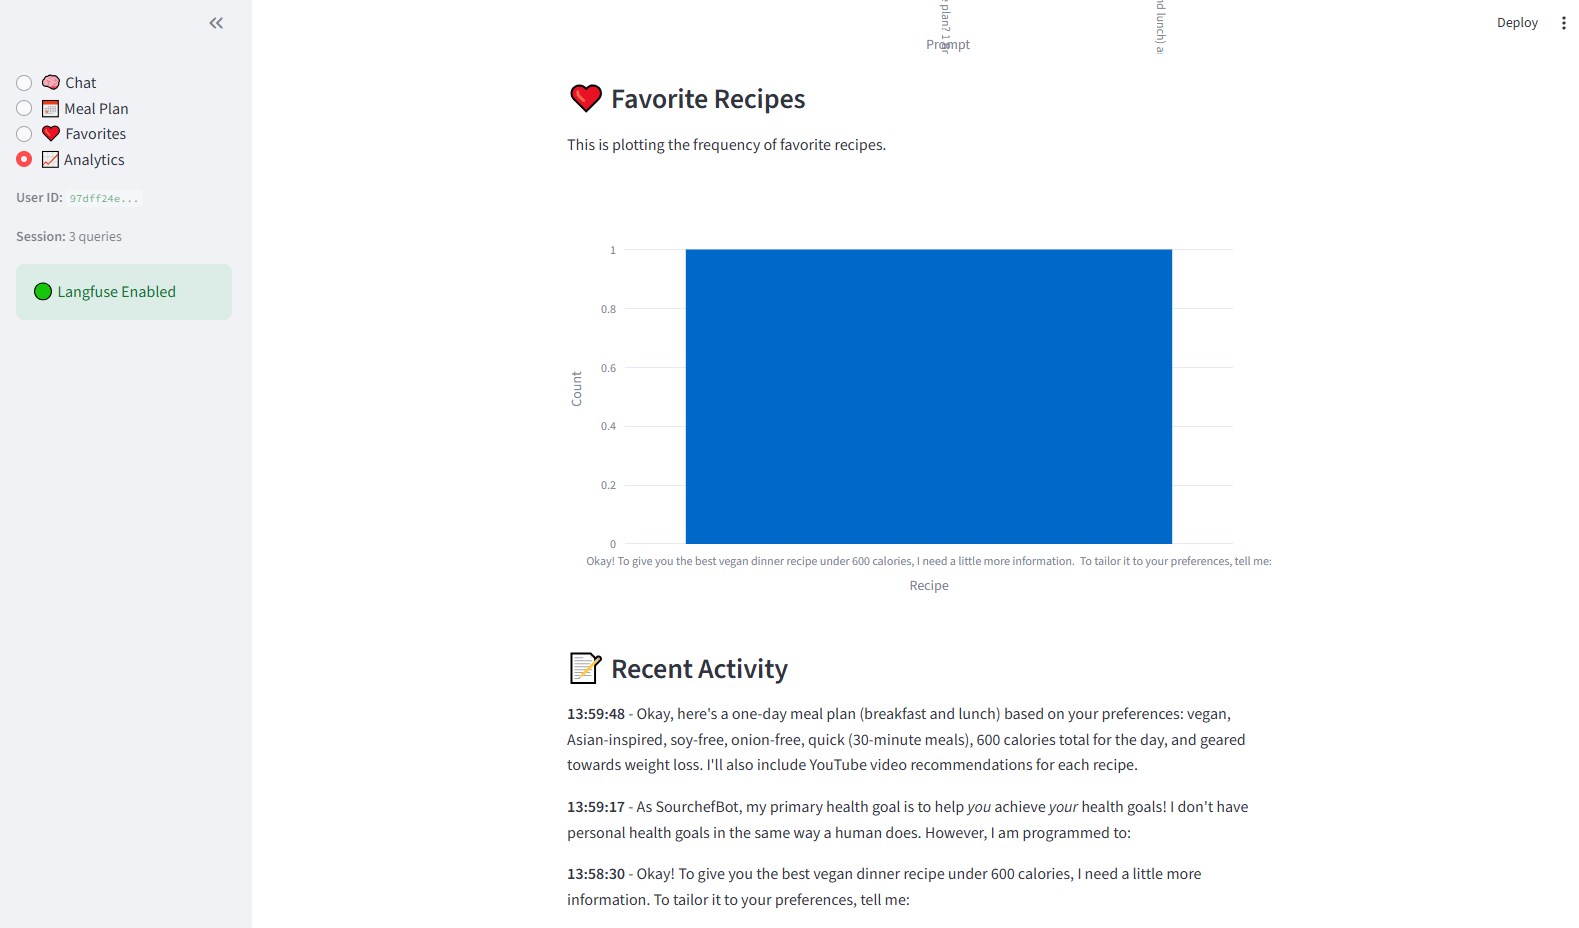 Deploy
Chat
Meal Plan
Favorites
Analytics
User ID: 97dff24e...
Session: 3 queries
Langfuse Enabled
e plan? 1
nd lunch) a
Prompt
Favorite Recipes
This is plotting the frequency of favorite recipes.
1
0.8
0.6
0.4
0.2
0
Count
Okay! To give you the best vegan dinner recipe under 600 calories, I need a little more information.  To tailor it to your preferences, tell me:
Recipe
Recent Activity
13:59:48 - Okay, here's a one-day meal plan (breakfast and lunch) based on your preferences: vegan,
Asian-inspired, soy-free, onion-free, quick (30-minute meals), 600 calories total for the day, and geared
towards weight loss. I'll also include YouTube video recommendations for each recipe.
13:59:17 - As SourchefBot, my primary health goal is to help you achieve your health goals! I don't have
personal health goals in the same way a human does. However, I am programmed to:
13:58:30 - Okay! To give you the best vegan dinner recipe under 600 calories, I need a little more
information. To tailor it to your preferences, tell me: